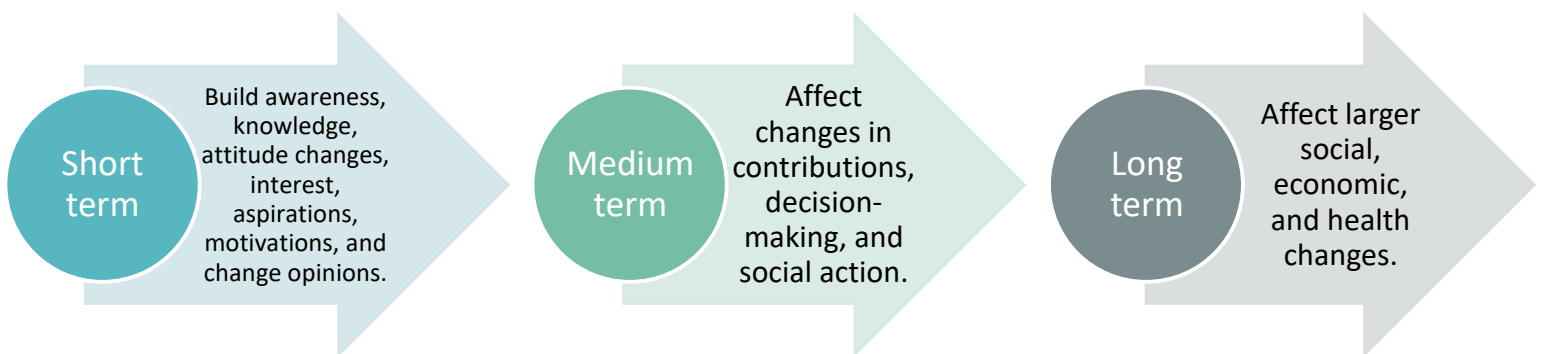 Short
term
Build awareness,
knowledge,
attitude changes,
interest,
aspirations,
motivations, and
change opinions.
Medium
term
Affect
changes in
contributions,
decision-
making, and
social action.
Long
term
Affect larger
social,
economic,
and health
changes.